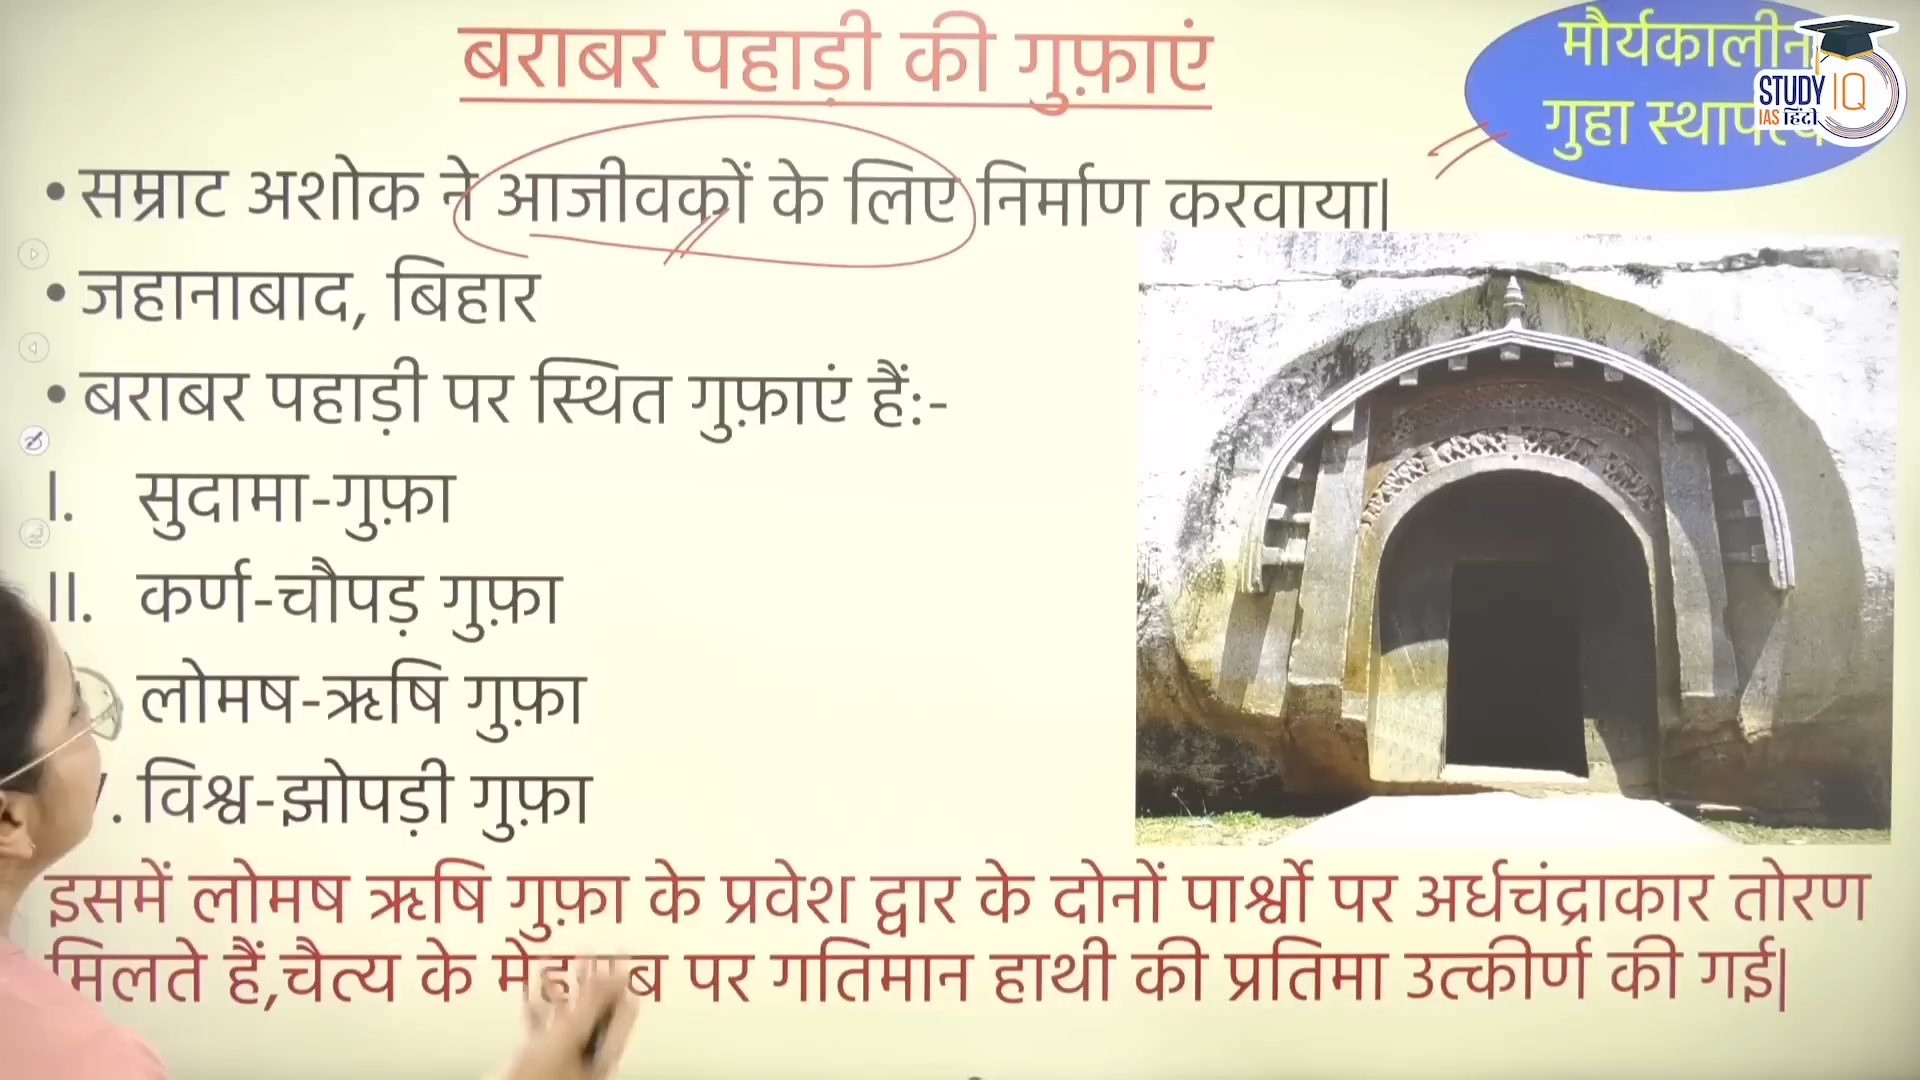 बराबर पहाड़ी की गुफ़ाएं
मौर्यकालीन
गुहा
STUDY IQ
IAS हिंदी
• सम्राट अशोक ने आजीवकों के लिए निर्माण करवाया|
• जहानाबाद, बिहार
• बराबर पहाड़ी पर स्थित गुफ़ाएं हैं:-
I. सुदामा-गुफ़ा
II. कर्ण-चौपड़ गुफ़ा
लोमष-ऋषि गुफ़ा
. विश्व-झोपड़ी गुफ़ा
इसमें लोमष ऋषि गुफ़ा के प्रवेश द्वार के दोनों पार्श्वो पर अर्धचंद्राकार तोरण
मिलते हैं,चैत्य के पर गतिमान हाथी की प्रतिमा उत्कीर्ण की गई|